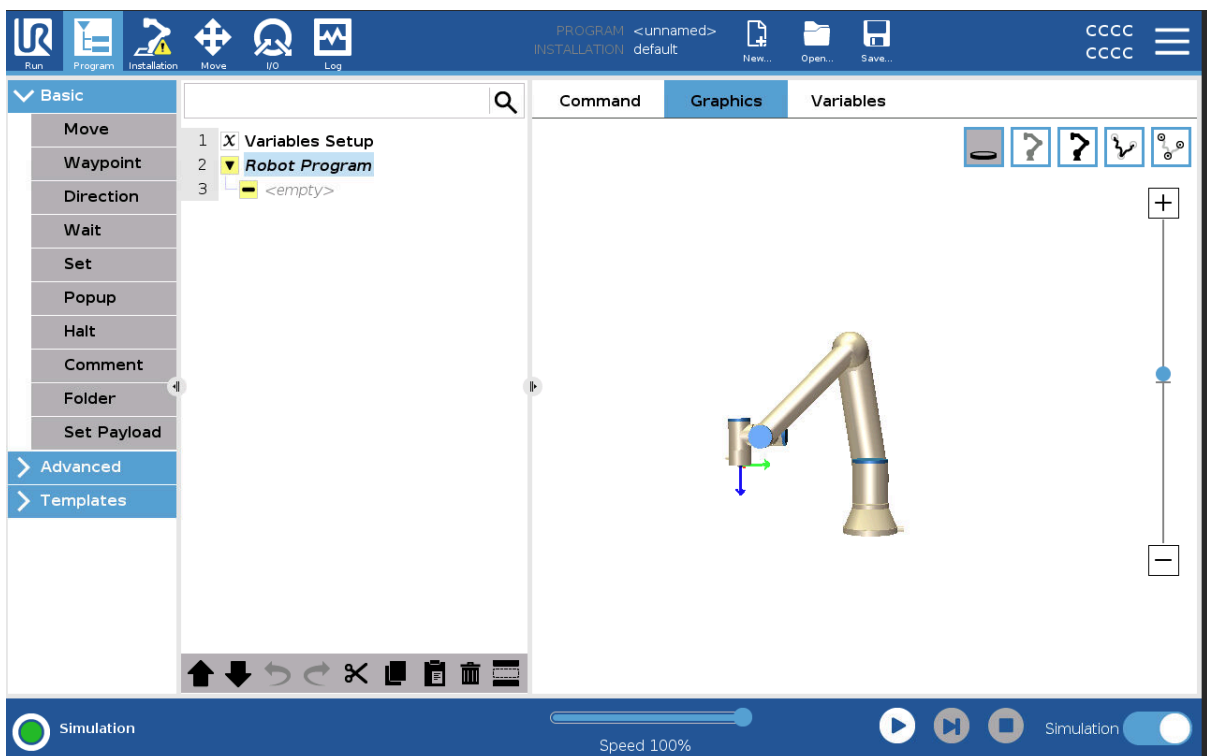 UR
Run
Program
Installation
Move
I/O
Log
PROGRAM <unnamed>
INSTALLATION default
New...
Open...
Save...
CCCC
CCCC
Basic
Move
Waypoint
Direction
Wait
Set
Popup
Halt
Comment
Folder
Set Payload
Advanced
Templates
1 X Variables Setup
2 Robot Program
3 <empty>
Command
Graphics
Variables
+
−
Simulation
Speed 100%
Simulation